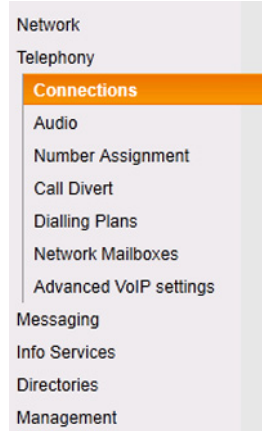 Network
Telephony
Connections
Audio
Number Assignment
Call Divert
Dialling Plans
Network Mailboxes
Advanced VoIP settings
Messaging
Info Services
Directories
Management